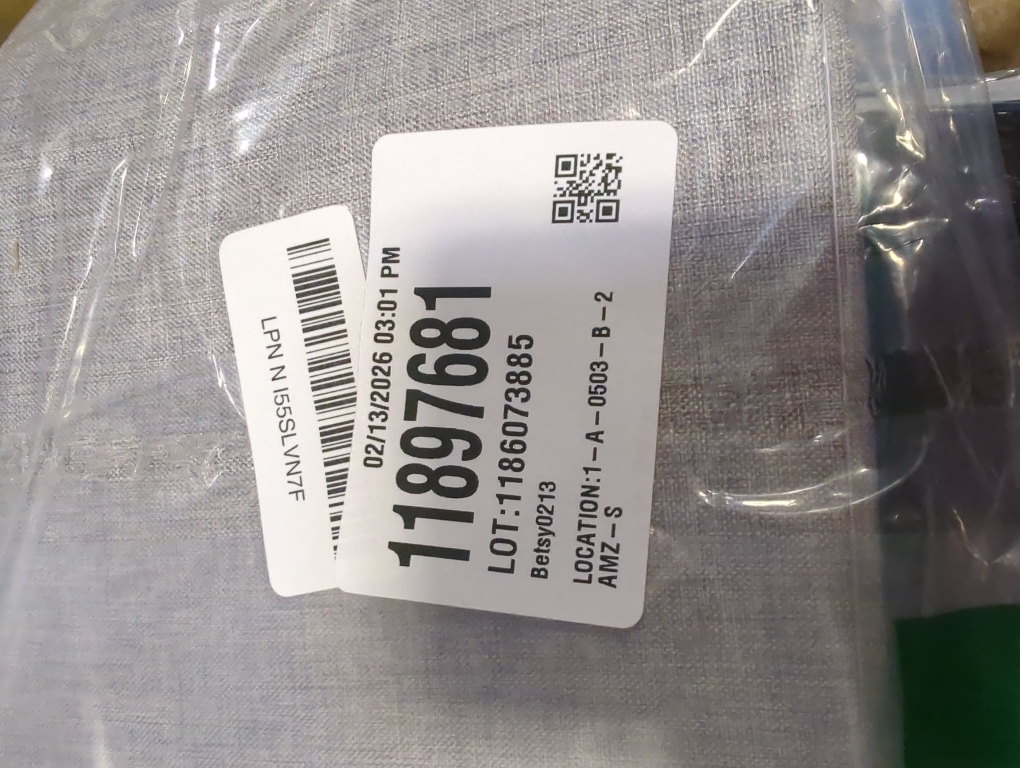 02/13/2026 03:01 PM
11897681
LOT:1186073885
Betsy0213
LOCATION:1-A-0503-B-2
AMZ-S
LPN N I55SLVN7F